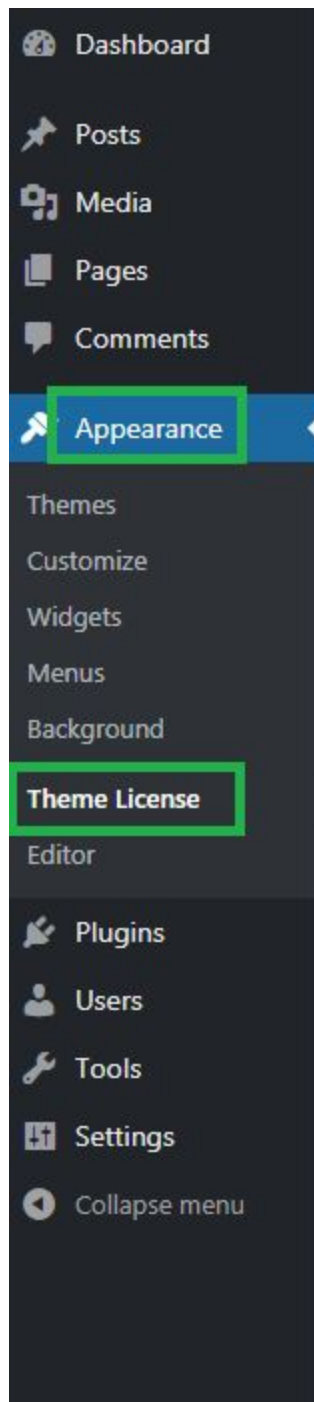 Dashboard
Posts
Media
Pages
Comments
Appearance
Themes
Customize
Widgets
Menus
Background
Theme License
Editor
Plugins
Users
Tools
Settings
Collapse menu